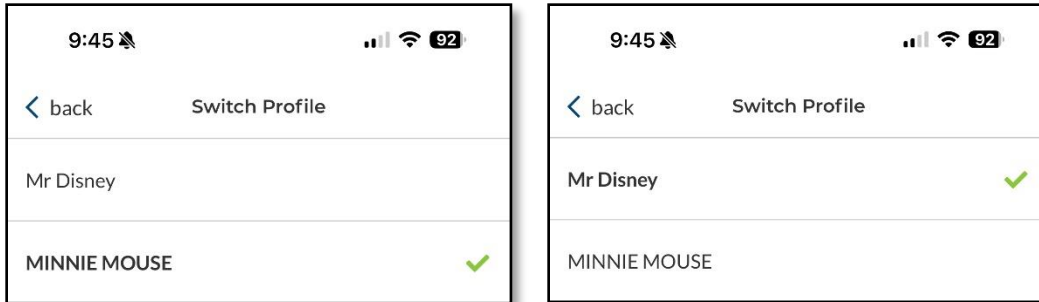 9:45
92
back
Switch Profile
Mr Disney
MINNIE MOUSE
9:45
92
back
Switch Profile
Mr Disney
MINNIE MOUSE